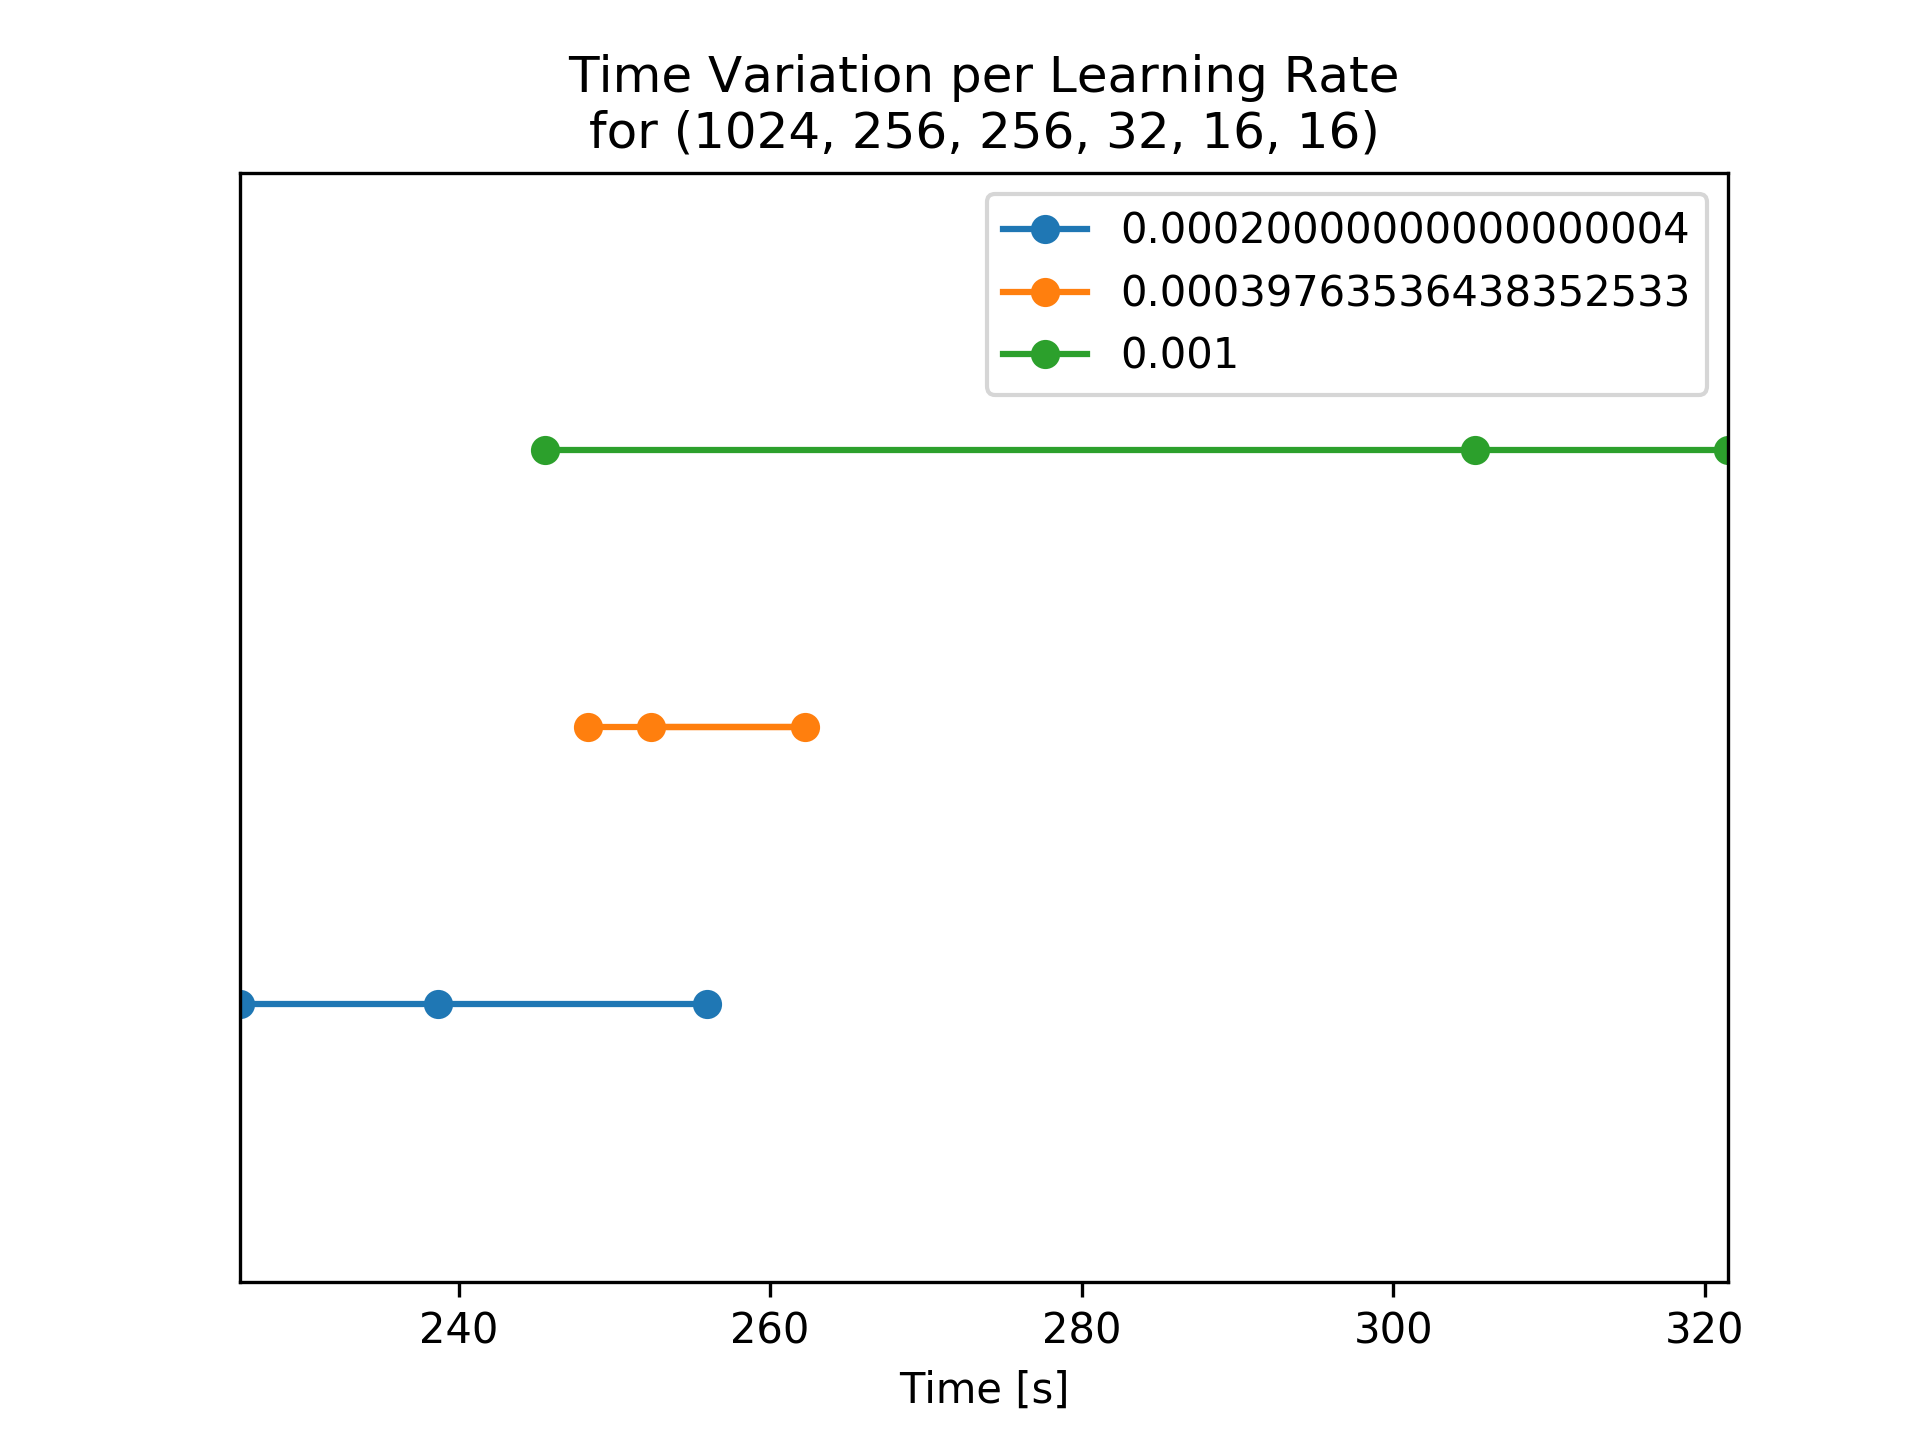 Time Variation per Learning Rate
for (1024, 256, 256, 32, 16, 16)
0.00020000000000000004
0.00039763536438352533
0.001
240
260
280
300
320
Time [s]